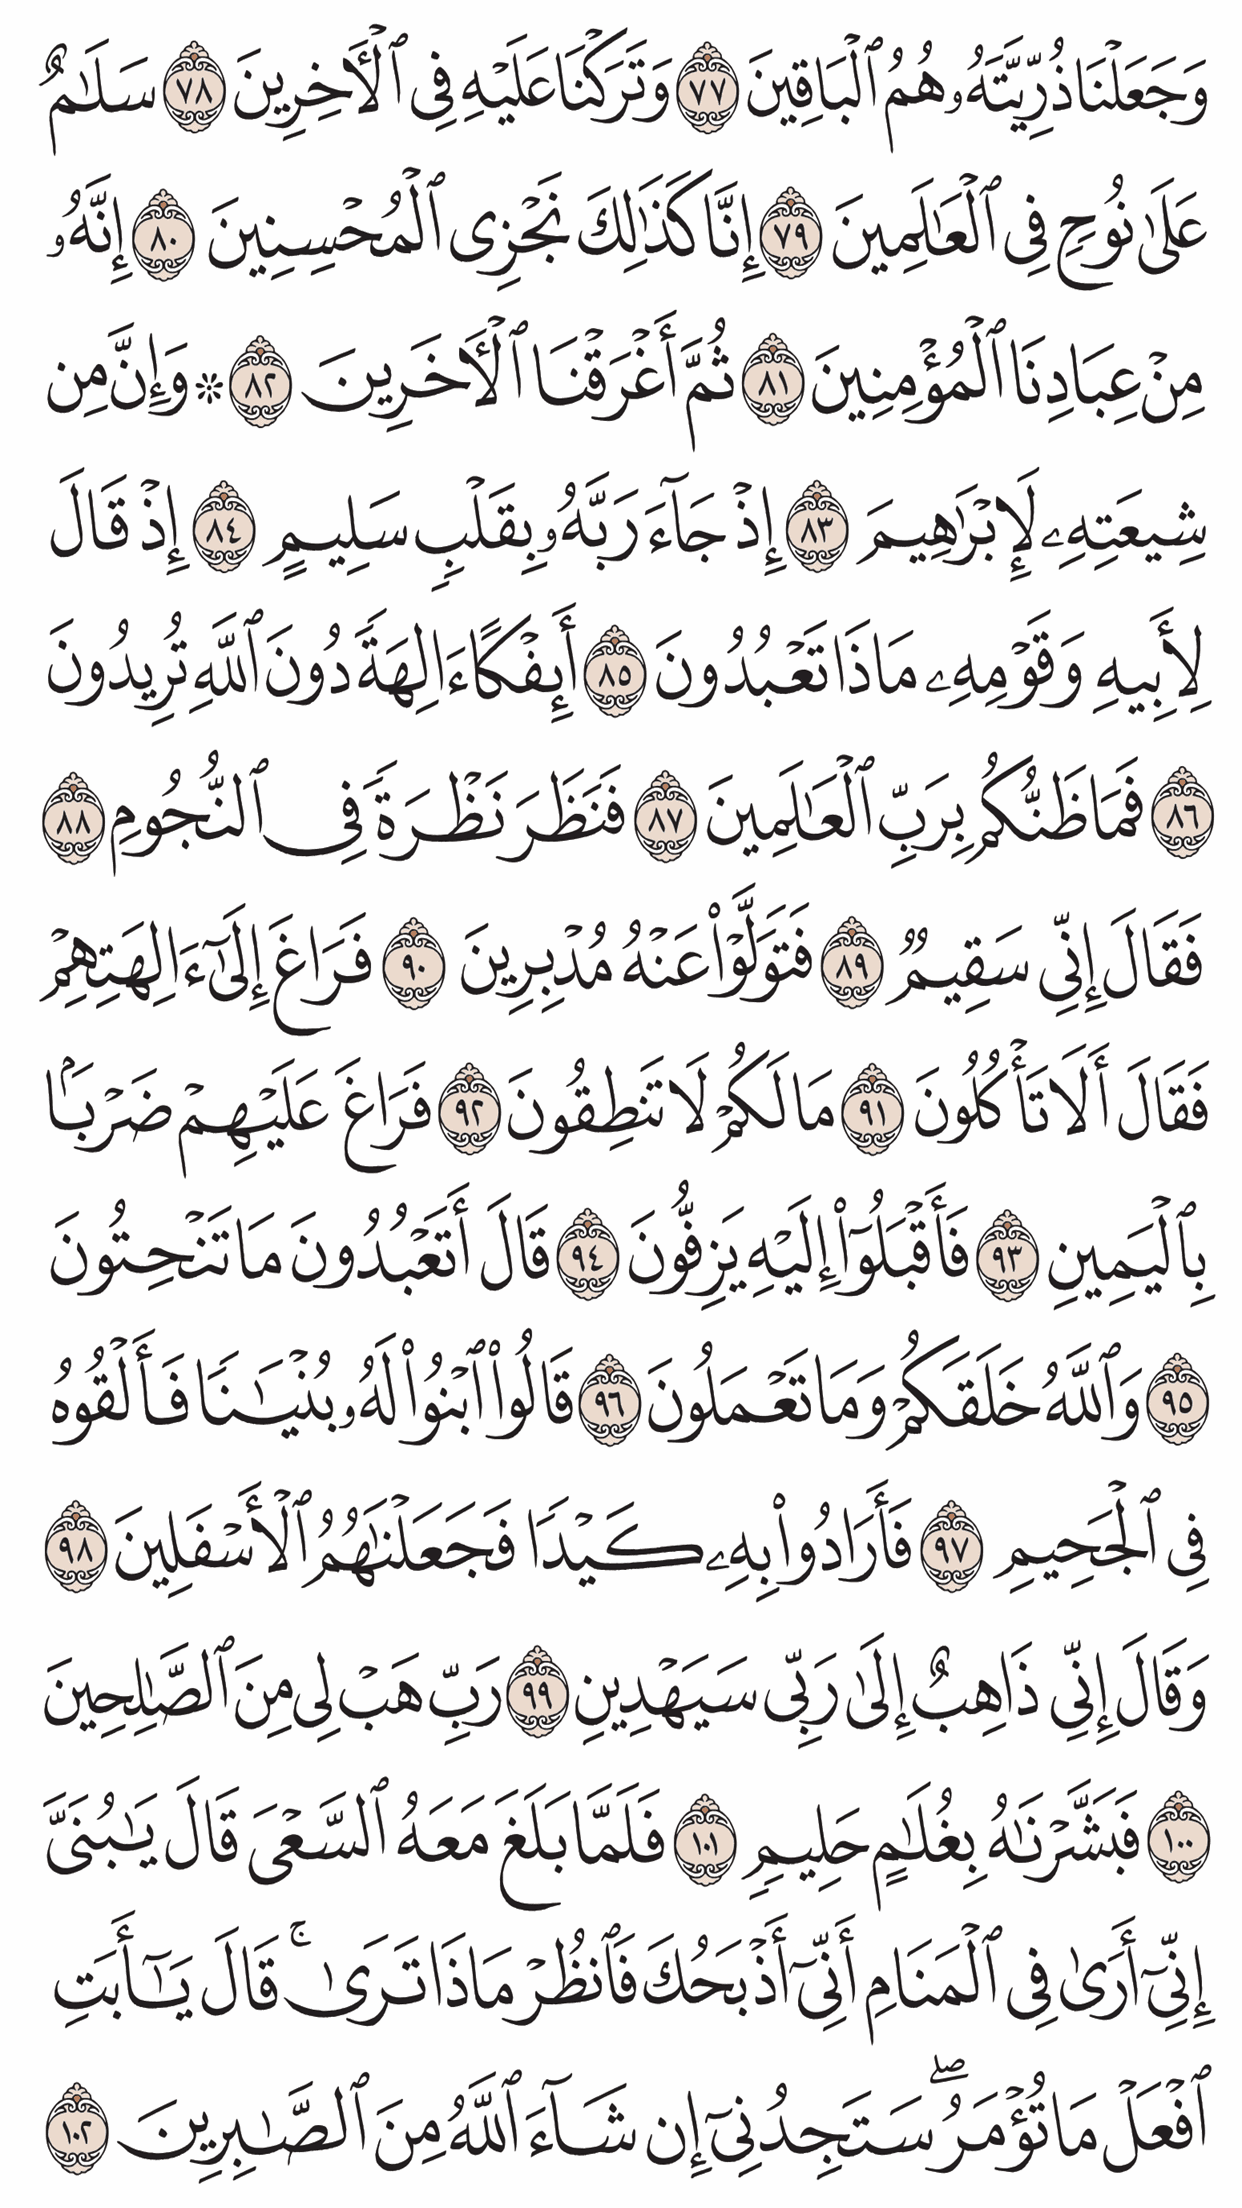 وَجَعَلْنَا ذُرِّيَّتَهُۥ هُمُ ٱلْبَاقِينَ ٧٧ وَتَرَكْنَا عَلَيْهِ فِى ٱلْأَخِرِينَ ٧٨ سَلَـٰمٌ
عَلَىٰ نُوحٍ فِى ٱلْعَـٰلَمِينَ ٧٩ إِنَّا كَذَٰلِكَ نَجْزِى ٱلْمُحْسِنِينَ ٨٠ إِنَّهُۥ
مِنْ عِبَادِنَا ٱلْمُؤْمِنِينَ ٨١ ثُمَّ أَغْرَقْنَا ٱلْأَخَرِينَ ٨٢ ۞ وَإِنَّ مِن
شِيعَتِهِۦ لَإِبْرَٰهِيمَ ٨٣ إِذْ جَآءَ رَبَّهُۥ بِقَلْبٍ سَلِيمٍ ٨٤ إِذْ قَالَ
لِأَبِيهِ وَقَوْمِهِۦ مَاذَا تَعْبُدُونَ ٨٥ أَئِفْكًا ءَالِهَةً دُونَ ٱللَّهِ تُرِيدُونَ
٨٦ فَمَا ظَنُّكُم بِرَبِّ ٱلْعَـٰلَمِينَ ٨٧ فَنَظَرَ نَظْرَةً فِى ٱلنُّجُومِ ٨٨
فَقَالَ إِنِّى سَقِيمٌ ٨٩ فَتَوَلَّوْا۟ عَنْهُ مُدْبِرِينَ ٩٠ فَرَاغَ إِلَىٰٓ ءَالِهَتِهِمْ
فَقَالَ أَلَا تَأْكُلُونَ ٩١ مَا لَكُمْ لَا تَنطِقُونَ ٩٢ فَرَاغَ عَلَيْهِمْ ضَرْبًۢا
بِٱلْيَمِينِ ٩٣ فَأَقْبَلُوٓا۟ إِلَيْهِ يَزِفُّونَ ٩٤ قَالَ أَتَعْبُدُونَ مَا تَنْحِتُونَ
٩٥ وَٱللَّهُ خَلَقَكُمْ وَمَا تَعْمَلُونَ ٩٦ قَالُوا۟ ٱبْنُوا۟ لَهُۥ بُنْيَـٰنًا فَأَلْقُوهُ
فِى ٱلْجَحِيمِ ٩٧ فَأَرَادُوا۟ بِهِۦ كَيْدًا فَجَعَلْنَـٰهُمُ ٱلْأَسْفَلِينَ ٩٨
وَقَالَ إِنِّى ذَاهِبٌ إِلَىٰ رَبِّى سَيَهْدِينِ ٩٩ رَبِّ هَبْ لِى مِنَ ٱلصَّـٰلِحِينَ
١٠٠ فَبَشَّرْنَـٰهُ بِغُلَـٰمٍ حَلِيمٍ ١٠١ فَلَمَّا بَلَغَ مَعَهُ ٱلسَّعْىَ قَالَ يَـٰبُنَىَّ
إِنِّىٓ أَرَىٰ فِى ٱلْمَنَامِ أَنِّىٓ أَذْبَحُكَ فَٱنظُرْ مَاذَا تَرَىٰ ۚ قَالَ يَـٰٓأَبَتِ
ٱفْعَلْ مَا تُؤْمَرُ ۖ سَتَجِدُنِىٓ إِن شَآءَ ٱللَّهُ مِنَ ٱلصَّـٰبِرِينَ ١٠٢